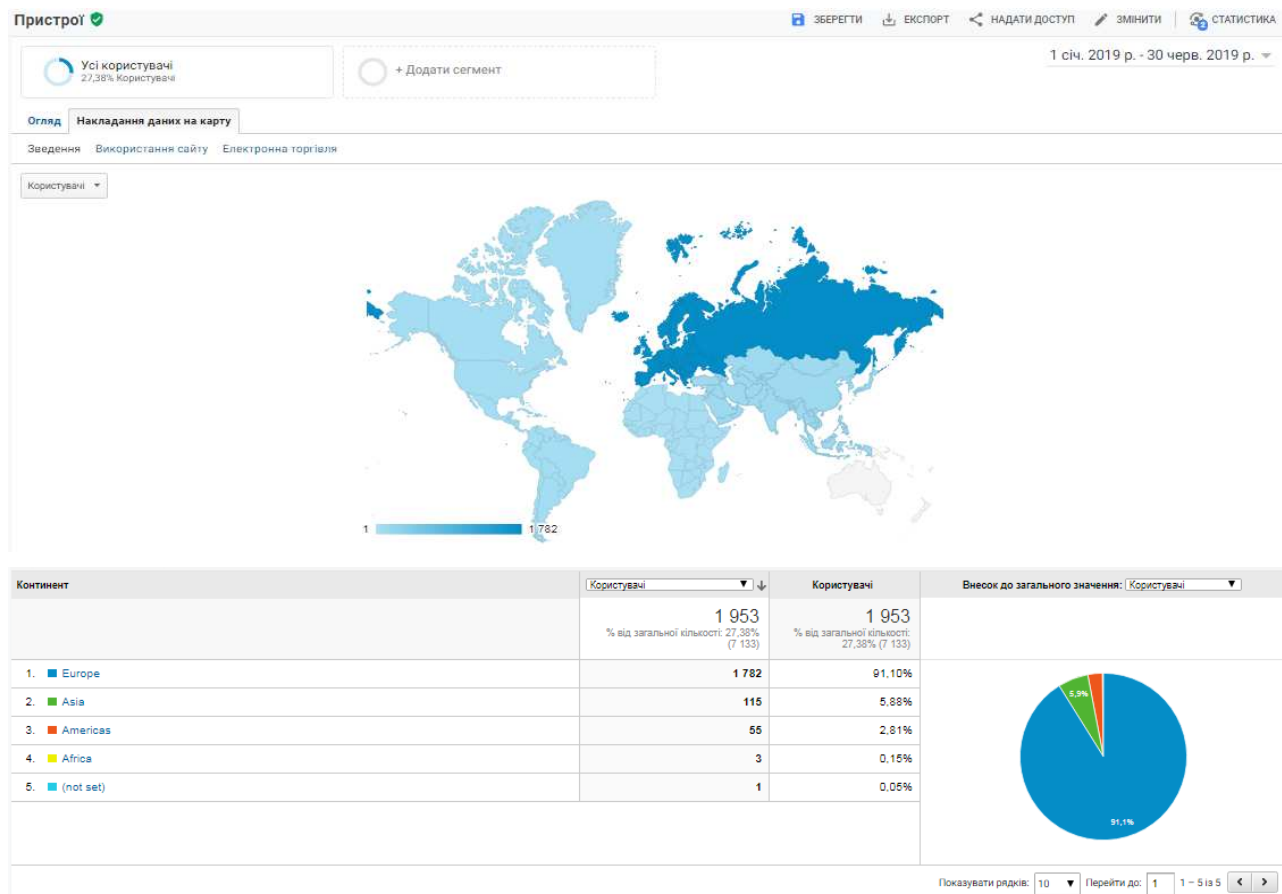 Пристрої
ЗБЕРЕГТИ ЕКСПОРТ НАДАТИ ДОСТУП ЗМІНИТИ СТАТИСТИКА
1 січ. 2019 р. - 30 черв. 2019 р.
Усі користувачі
27,38% Користувачі
+ Додати сегмент
Огляд Накладання даних на карту
Зведення Використання сайту Електронна торгівля
Користувачі
1 1 782
Континент Користувачі Користувачі Внесок до загального значення: Користувачі
1 953 1 953
% від загальної кількості: 27,38% % від загальної кількості:
(7 133) 27,38% (7 133)
1. Europe 1 782 91,10%
2. Asia 115 5,88%
3. Americas 55 2,81%
4. Africa 3 0,15%
5. (not set) 1 0,05%
5,9%
91,1%
Показувати рядків: 10 Перейти до: 1 1 – 5 із 5